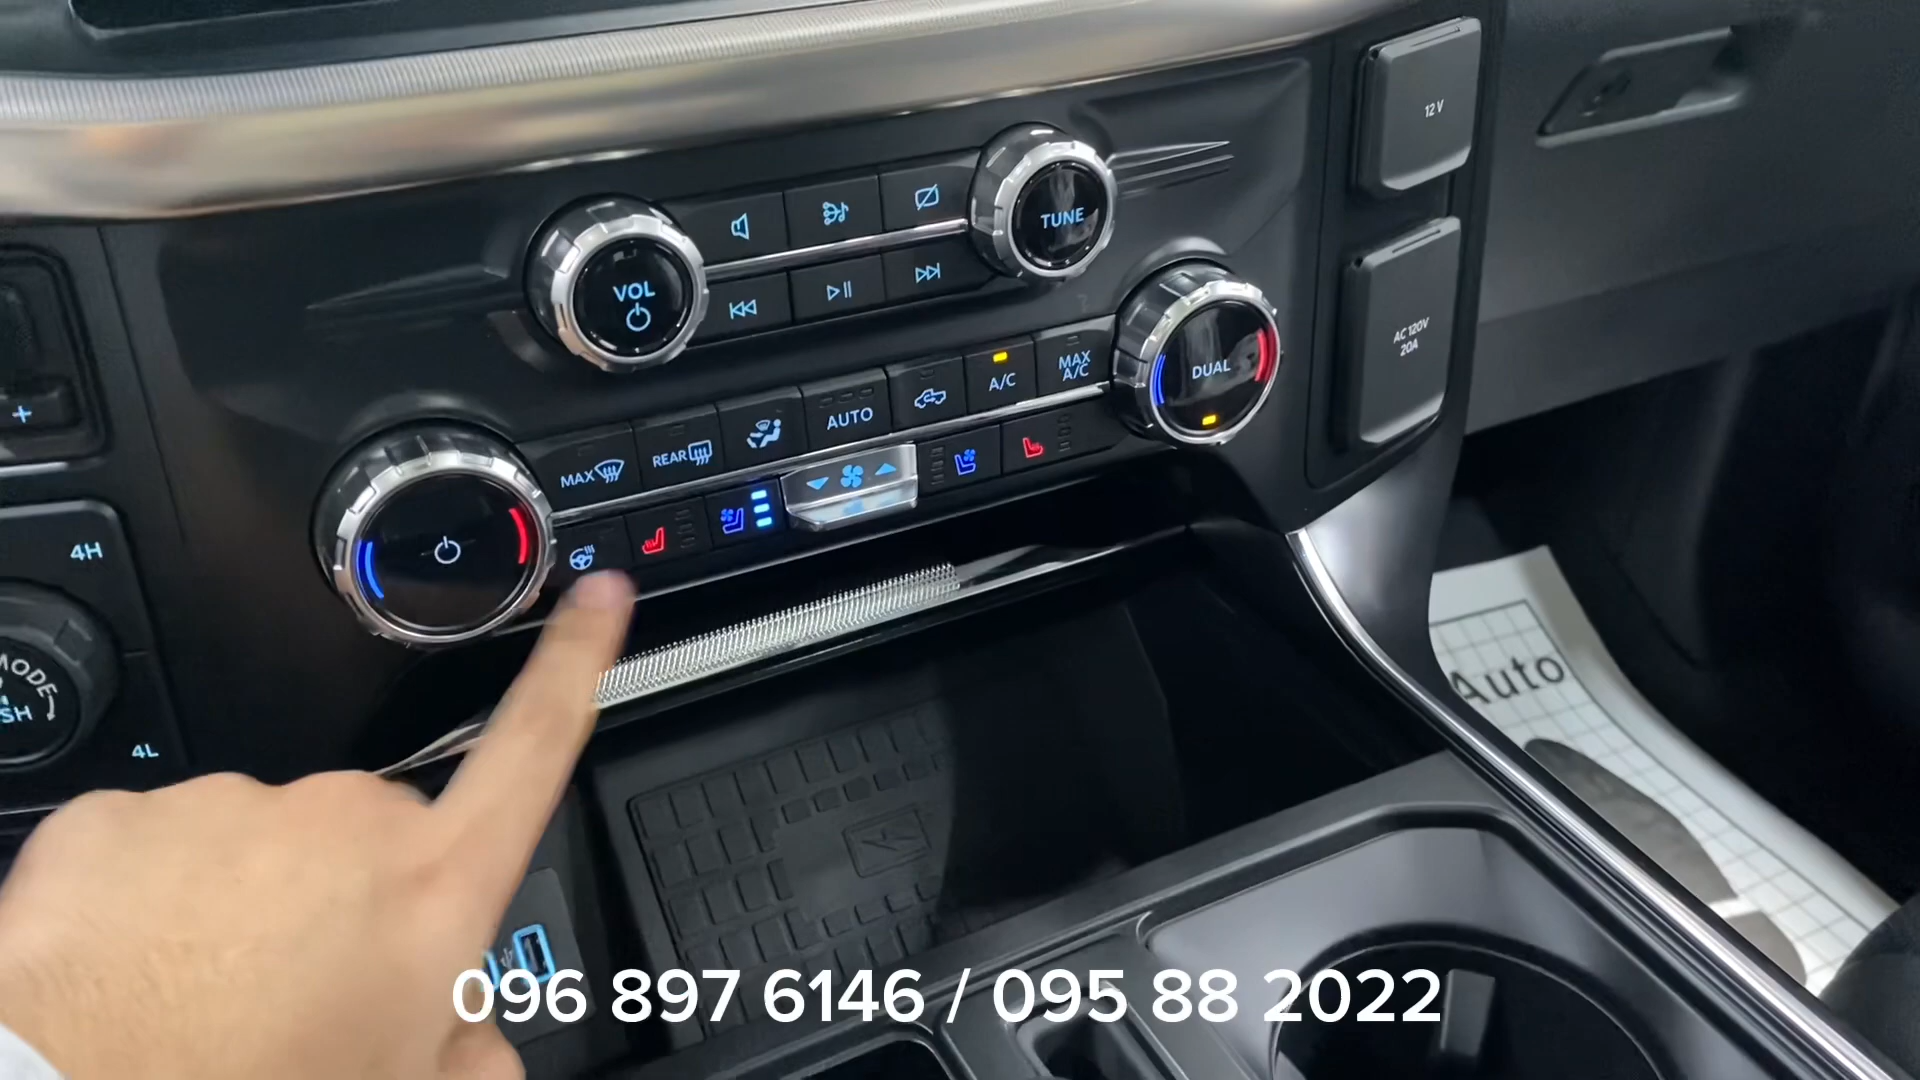 12 V
TUNE
VOL
AC 120V
20A
MAX
A/C
A/C
DUAL
AUTO
REAR
MAX
+
4H
MODE
SH
4L
Auto
096 897 6146 / 095 88 2022